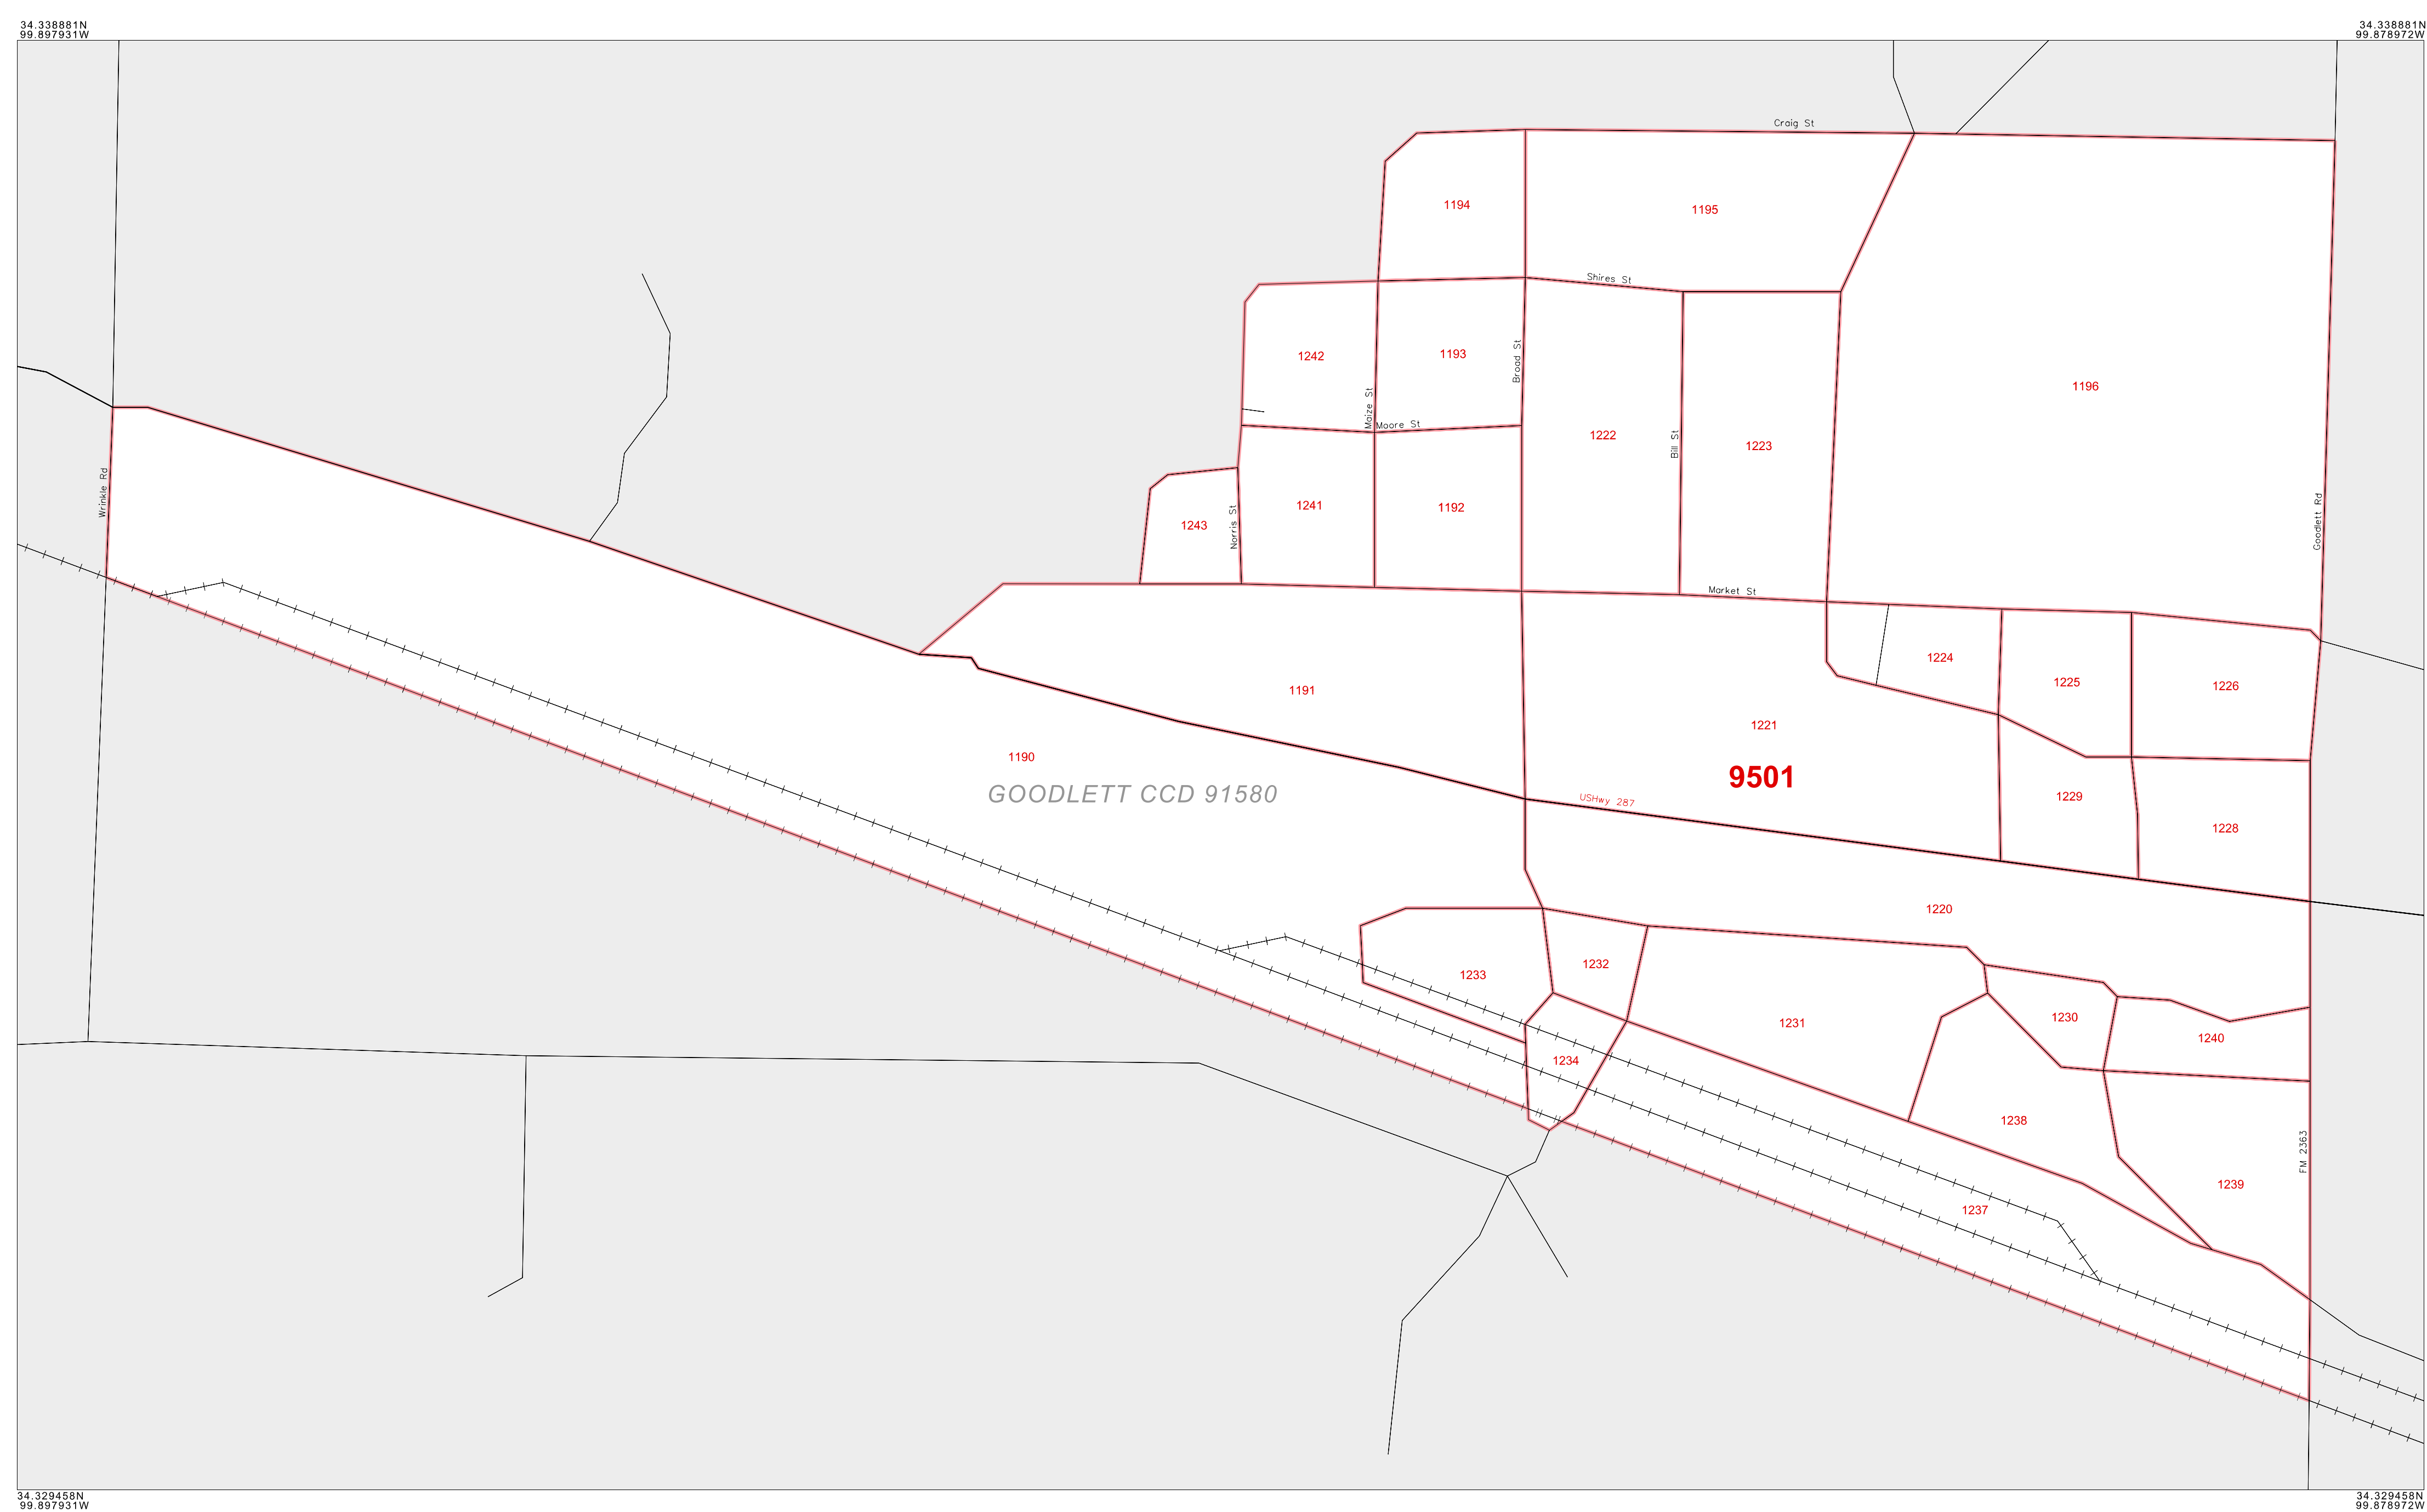 34.338881N
99.897931W
34.338881N
99.878972W
Craig St
1194
1195
Shires St
1242
1193
Broad St
1196
Maize St
Moore St
1222
Bill St
1223
Wrinkle Rd
1243
Norris St
1241
1192
Goodlett Rd
Market St
1224
1225
1226
1191
1221
1190
9501
GOODLETT CCD 91580
USHwy 287
1229
1228
1220
1233
1232
1231
1230
1240
1234
1238
FM 2363
1239
1237
34.329458N
99.897931W
34.329458N
99.878972W